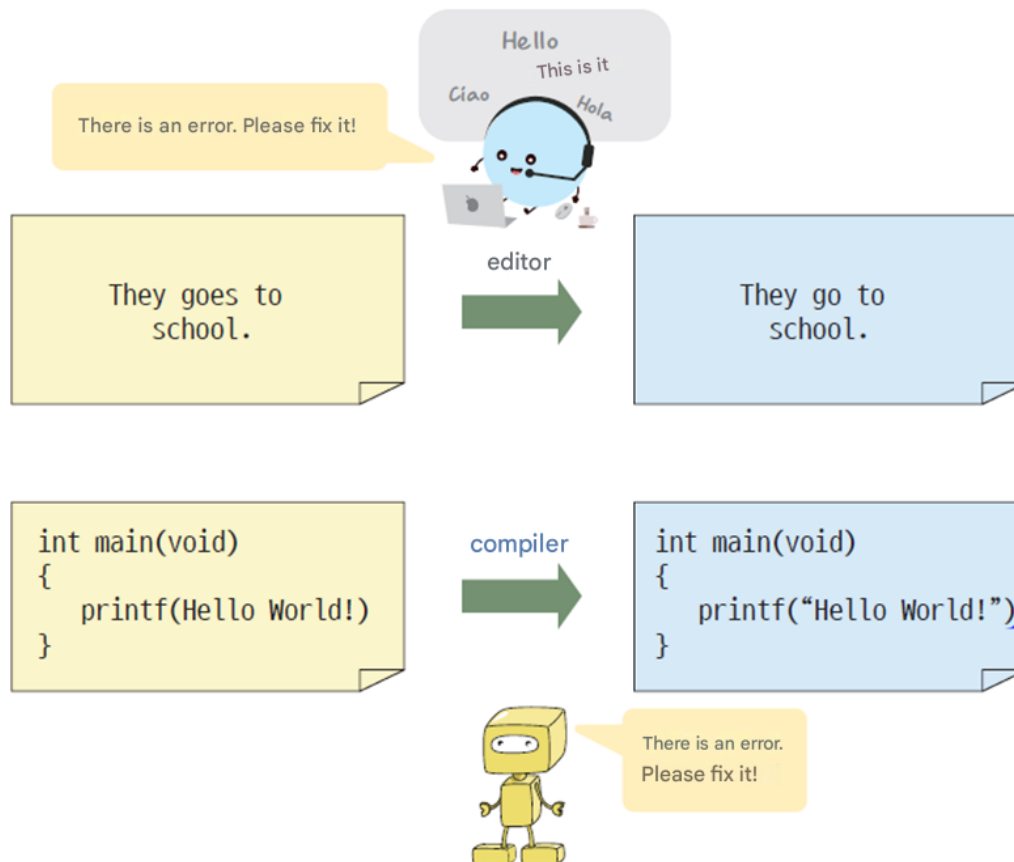 Hello
This is it
Ciao
Hola
There is an error. Please fix it!
editor
They goes to
school.
They go to
school.
compiler
int main(void)
{
printf(Hello World!)
}
int main(void)
{
printf(“Hello World!”)
}
There is an error.
Please fix it!